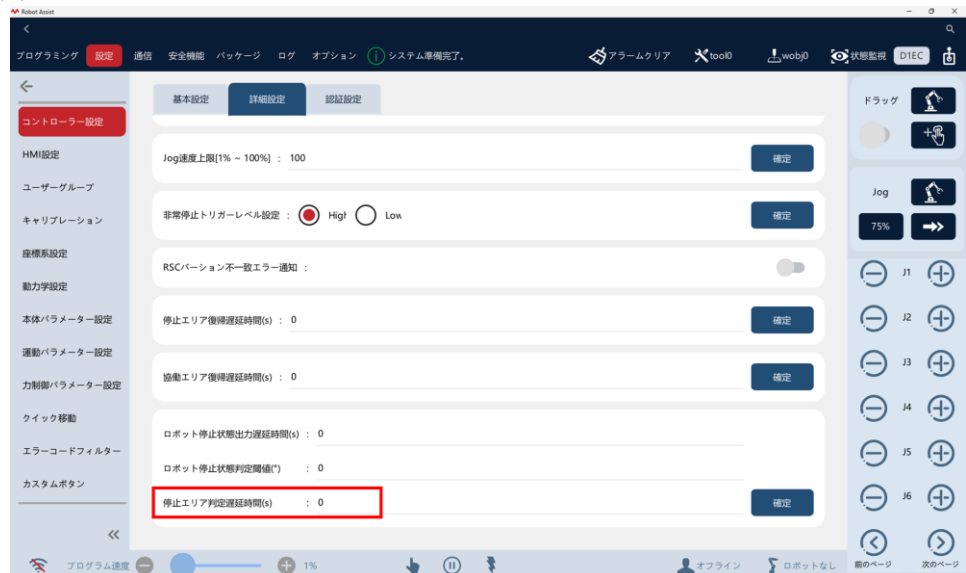 Robot Assist
プログラミング 設定 通信 安全機能 パッケージ ログ オプション システム準備完了. アラームクリア tool0 wobj0 状態監視 D1EC
基本設定 詳細設定 認証設定
コントローラー設定
HMI設定
ユーザーグループ
キャリブレーション
座標系設定
動力学設定
本体パラメーター設定
運動パラメーター設定
力制御パラメーター設定
クイック移動
エラーコードフィルター
カスタムボタン
Jog速度上限[1% ~ 100%] : 100 確定
非常停止トリガーレベル設定 : High Low 確定
RSCバーション不一致エラー通知 :
停止エリア復帰遅延時間(s) : 0 確定
協働エリア復帰遅延時間(s) : 0 確定
ロボット停止状態出力遅延時間(s) : 0
ロボット停止状態判定閾値(°) : 0
停止エリア判定遅延時間(s) : 0 確定
ドラッグ
Jog
75%
J1
J2
J3
J4
J5
J6
前のページ 次のページ
プログラム速度 1% オフライン ロボットなし